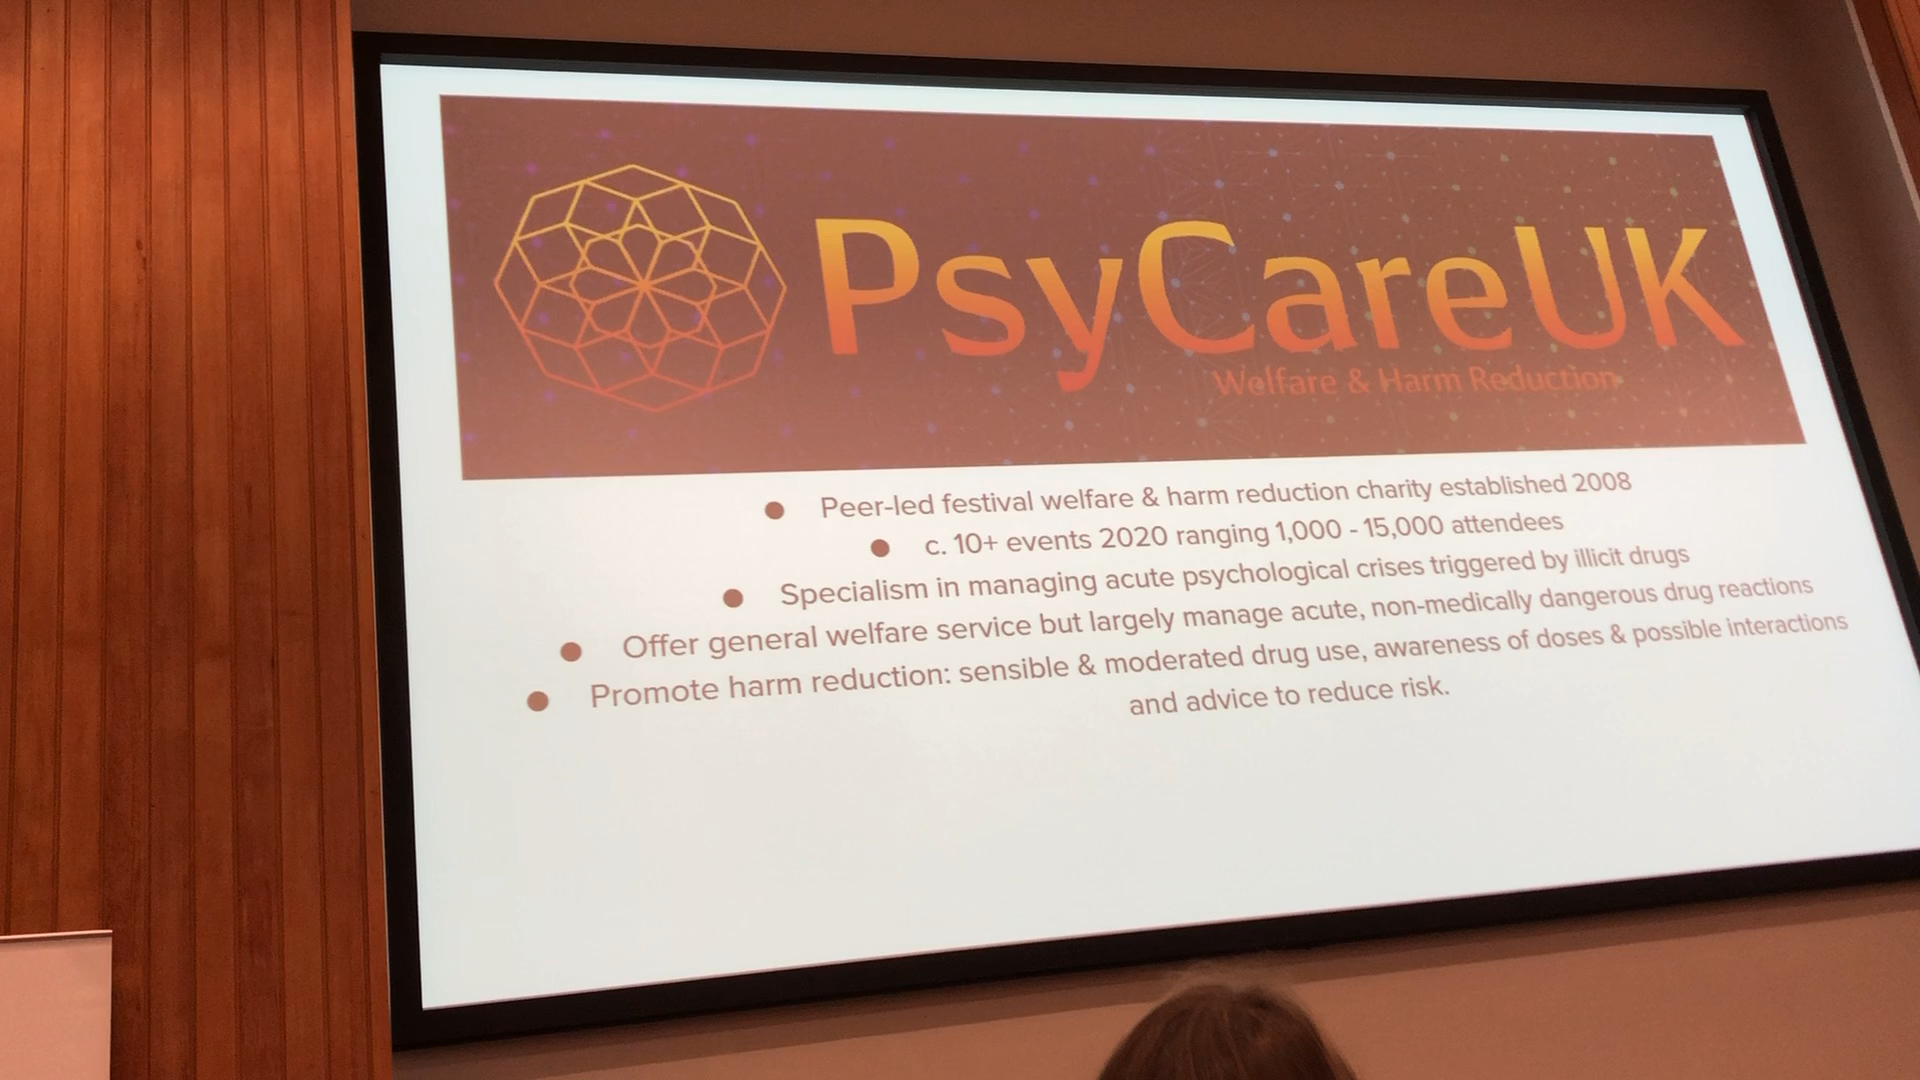 PsyCareUK
Welfare & Harm Reduction
● Peer-led festival welfare & harm reduction charity established 2008
● c. 10+ events 2020 ranging 1,000 - 15,000 attendees
● Specialism in managing acute psychological crises triggered by illicit drugs
● Offer general welfare service but largely manage acute, non-medically dangerous drug reactions
● Promote harm reduction: sensible & moderated drug use, awareness of doses & possible interactions
and advice to reduce risk.